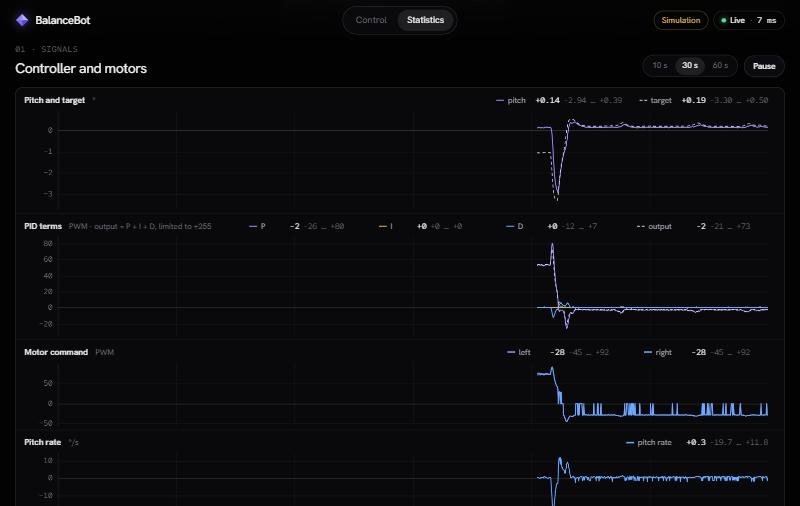 BalanceBot
Control Statistics
Simulation
Live · 7 ms
01 · SIGNALS
Controller and motors
10 s 30 s 60 s Pause
Pitch and target ° pitch +0.14 -2.94 … +0.39 target +0.19 -3.30 … +0.50
0
−1
−2
−3
PID terms PWM · output = P + I + D, limited to ±255 P -2 -26 … +80 I +0 +0 … +0 D +0 -12 … +7 output -2 -21 … +73
80
60
40
20
0
−20
Motor command PWM left -28 -45 … +92 right -28 -45 … +92
50
0
−50
Pitch rate °/s pitch rate +0.3 -19.7 … +11.8
10
0
−10